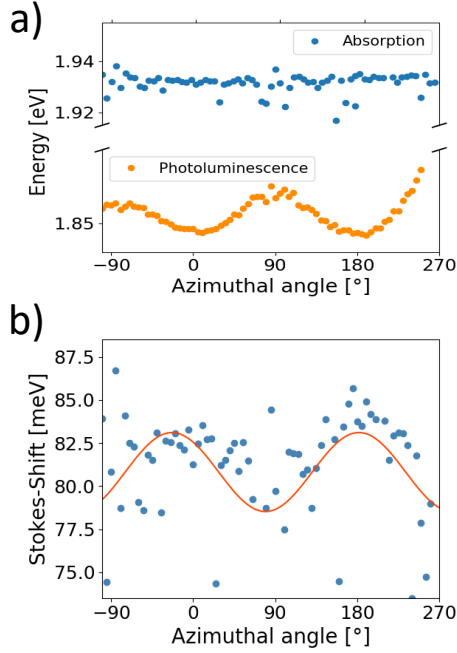 a)
Energy [eV]
1.94
1.92
1.85
Absorption
Photoluminescence
−90 0 90 180 270
Azimuthal angle [°]
b)
Stokes-Shift [meV]
87.5
85.0
82.5
80.0
77.5
75.0
−90 0 90 180 270
Azimuthal angle [°]